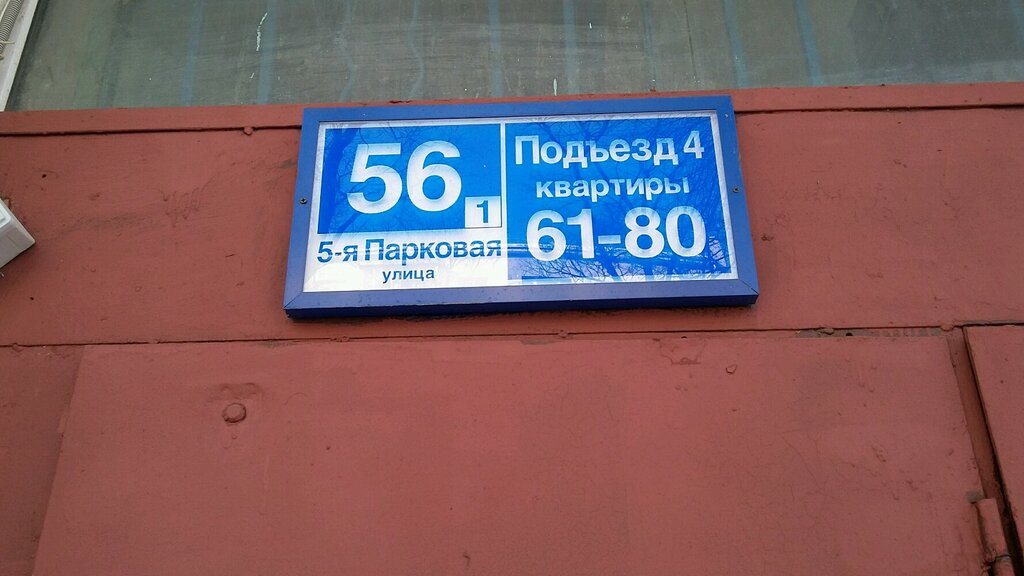 56
1
5-я Парковая
улица
Подъезд 4
квартиры
61-80